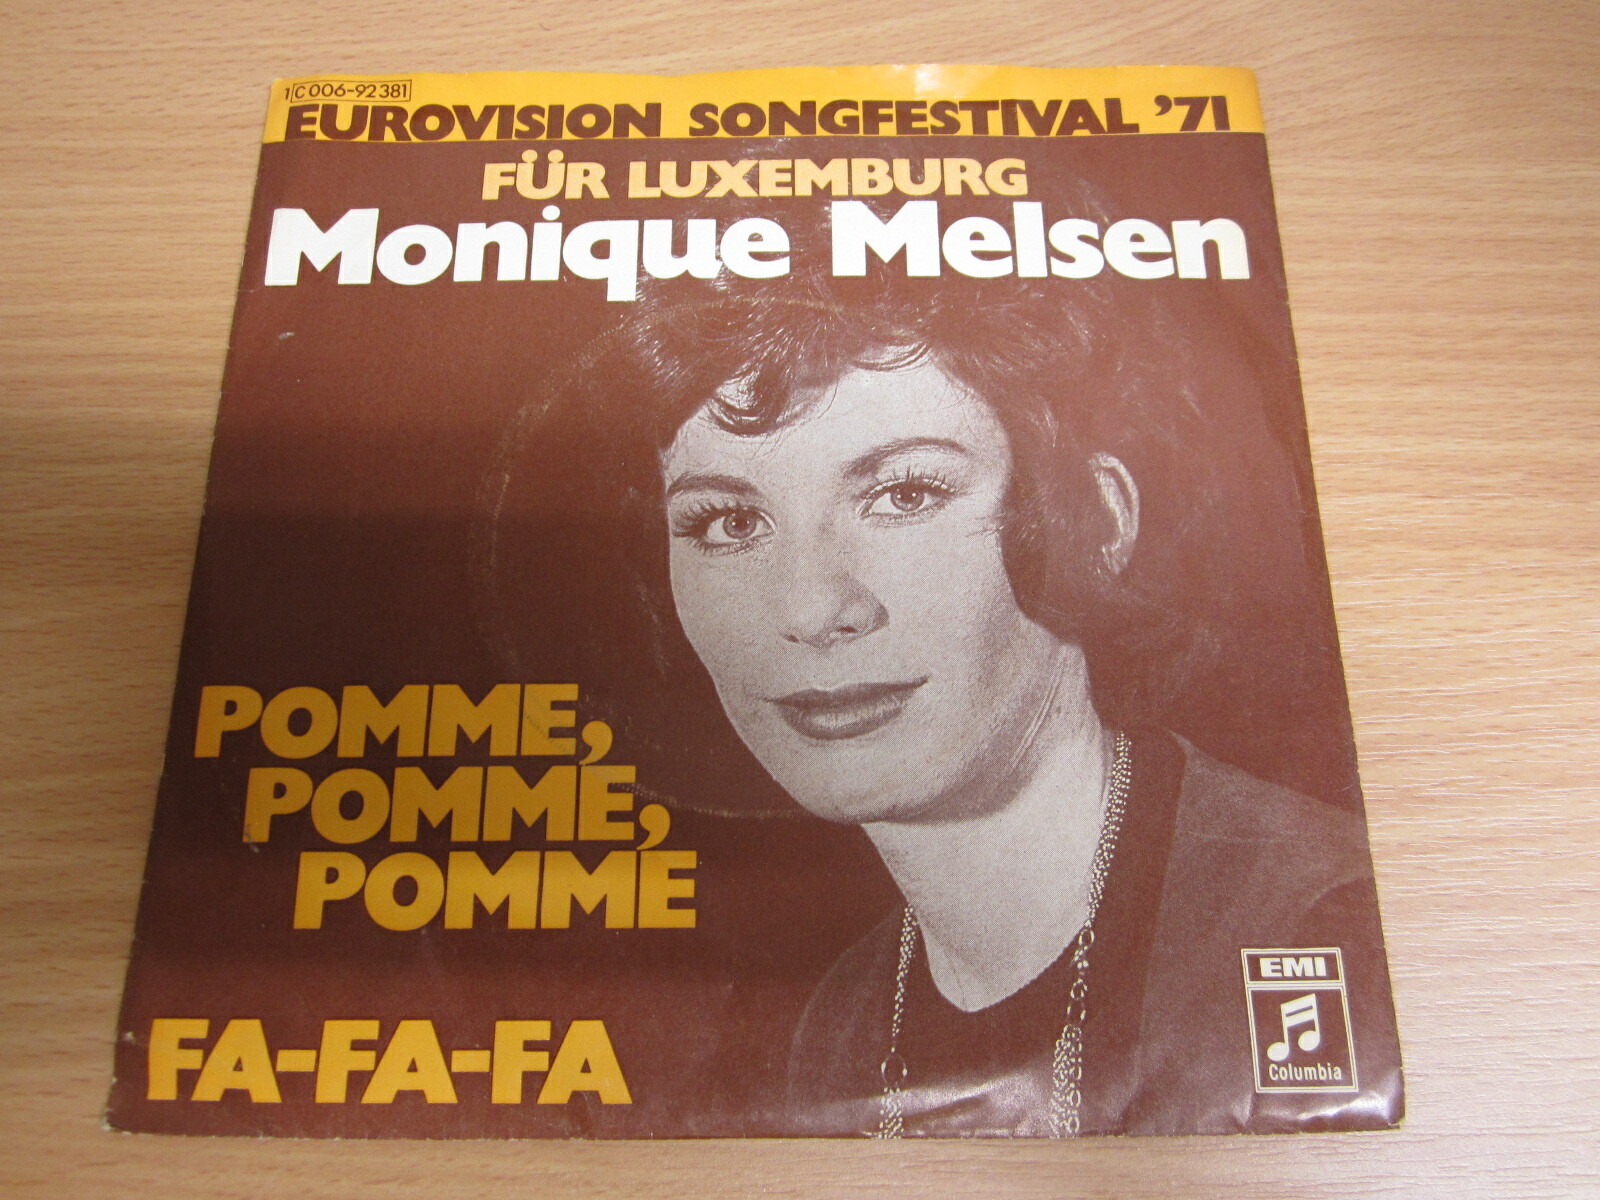 1C 006-92 381
EUROVISION SONGFESTIVAL '71
FÜR LUXEMBURG
Monique Melsen
POMME,
POMME,
POMME
FA-FA-FA
EMI
Columbia